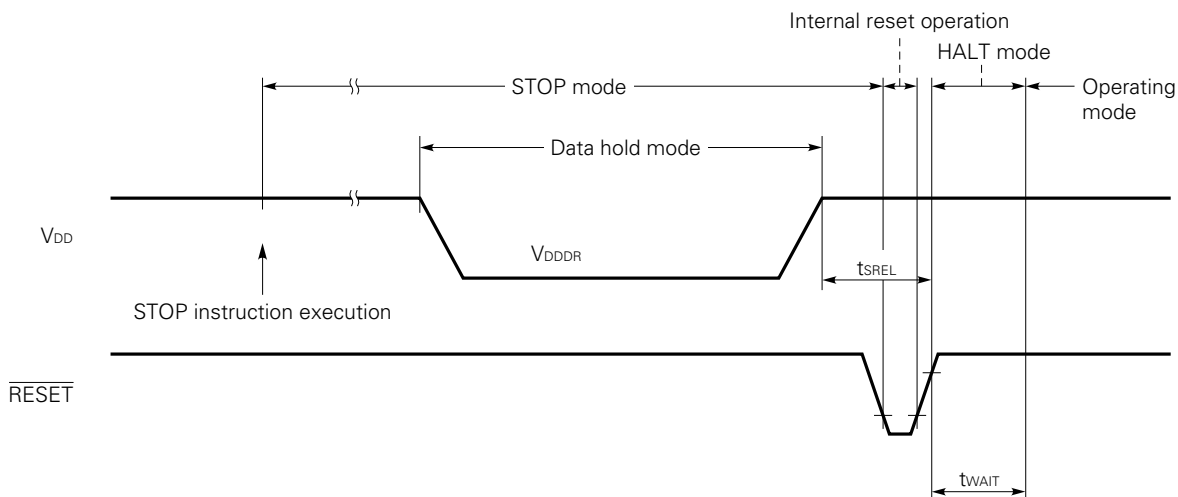 Internal reset operation
HALT mode
STOP mode
Operating
mode
Data hold mode
VDD
VDDDR
tSREL
STOP instruction execution
RESET
tWAIT